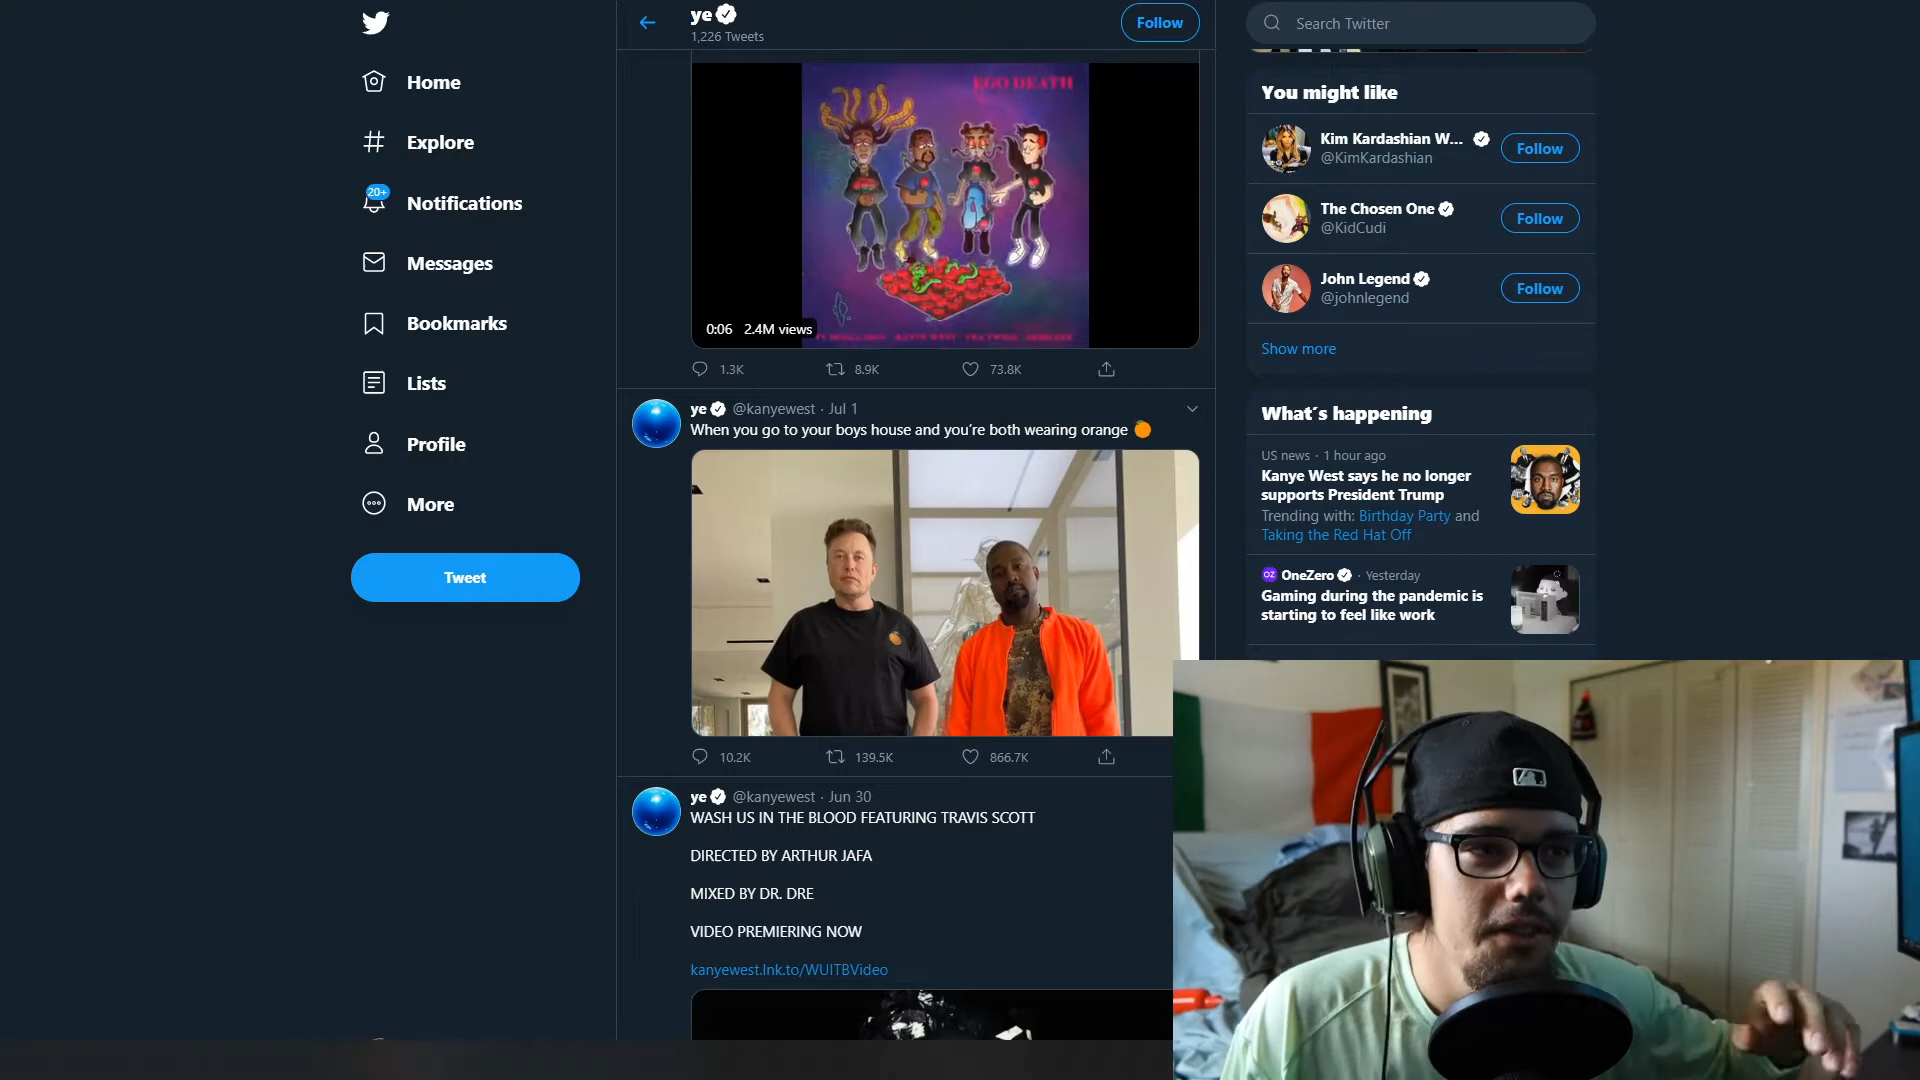 Home
Explore
20+
Notifications
Messages
Bookmarks
Lists
Profile
More
Tweet
ye
1,226 Tweets
Follow
EGO DEATH
0:06 2.4M views
1.3K 8.9K 73.8K
ye @kanyewest · Jul 1
When you go to your boys house and you're both wearing orange 🍊
10.2K 139.5K 866.7K
ye @kanyewest · Jun 30
WASH US IN THE BLOOD FEATURING TRAVIS SCOTT
DIRECTED BY ARTHUR JAFA
MIXED BY DR. DRE
VIDEO PREMIERING NOW
kanyewest.lnk.to/WUITBVideo
Search Twitter
You might like
Kim Kardashian W...
@KimKardashian
Follow
The Chosen One
@KidCudi
Follow
John Legend
@johnlegend
Follow
Show more
What´s happening
US news · 1 hour ago
Kanye West says he no longer
supports President Trump
Trending with: Birthday Party and
Taking the Red Hat Off
OZ OneZero · Yesterday
Gaming during the pandemic is
starting to feel like work